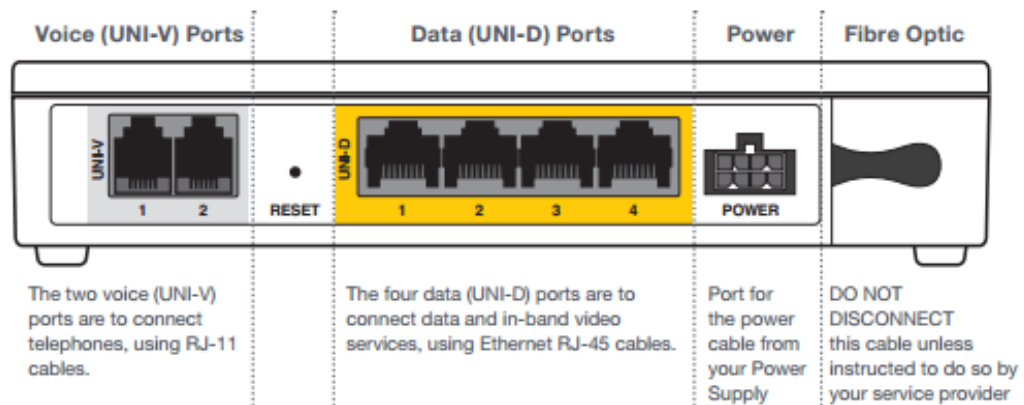 Voice (UNI-V) Ports
Data (UNI-D) Ports
Power
Fibre Optic
UNI-V
1 2
RESET
UNI-D
1 2 3 4
POWER
The two voice (UNI-V)
ports are to connect
telephones, using RJ-11
cables.
The four data (UNI-D) ports are to
connect data and in-band video
services, using Ethernet RJ-45 cables.
Port for
the power
cable from
your Power
Supply
DO NOT
DISCONNECT
this cable unless
instructed to do so by
your service provider